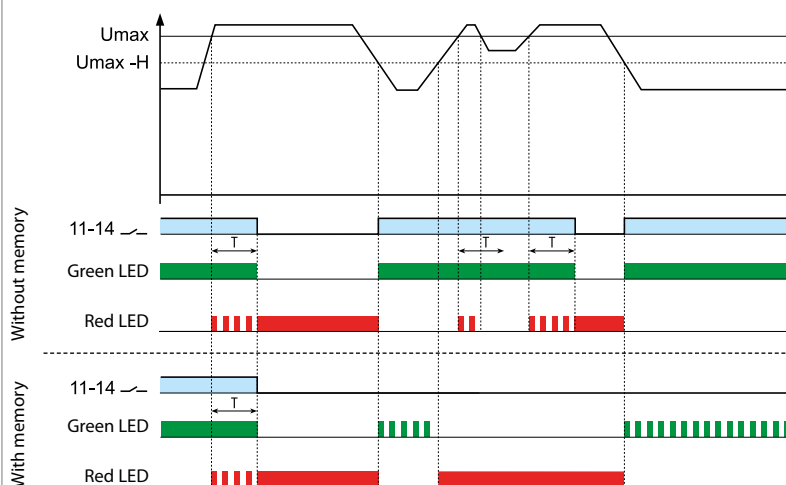 Umax
Umax -H
Without memory
11-14
T
T
T
Green LED
Red LED
With memory
11-14
T
Green LED
Red LED